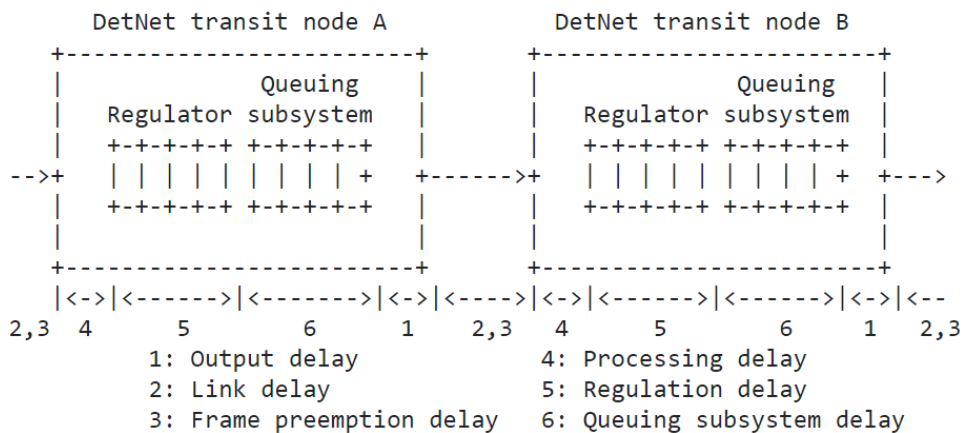 DetNet transit node A            DetNet transit node B
   +-------------------------+       +------------------------+
   |              Queuing    |       |              Queuing   |
   |   Regulator subsystem   |       |   Regulator subsystem  |
   |   +-+-+-+-+ +-+-+-+-+   |       |   +-+-+-+-+ +-+-+-+-+  |
-->+   | | | | | | | | | +   +------>+   | | | | | | | | | +  +--->
   |   +-+-+-+-+ +-+-+-+-+   |       |   +-+-+-+-+ +-+-+-+-+  |
   |                         |       |                        |
   +-------------------------+       +------------------------+
   |<->|<------>|<------->|<->|<---->|<->|<------>|<------>|<->|<--
2,3  4      5        6      1    2,3   4      5        6     1   2,3
          1: Output delay             4: Processing delay
          2: Link delay               5: Regulation delay
          3: Frame preemption delay   6: Queuing subsystem delay